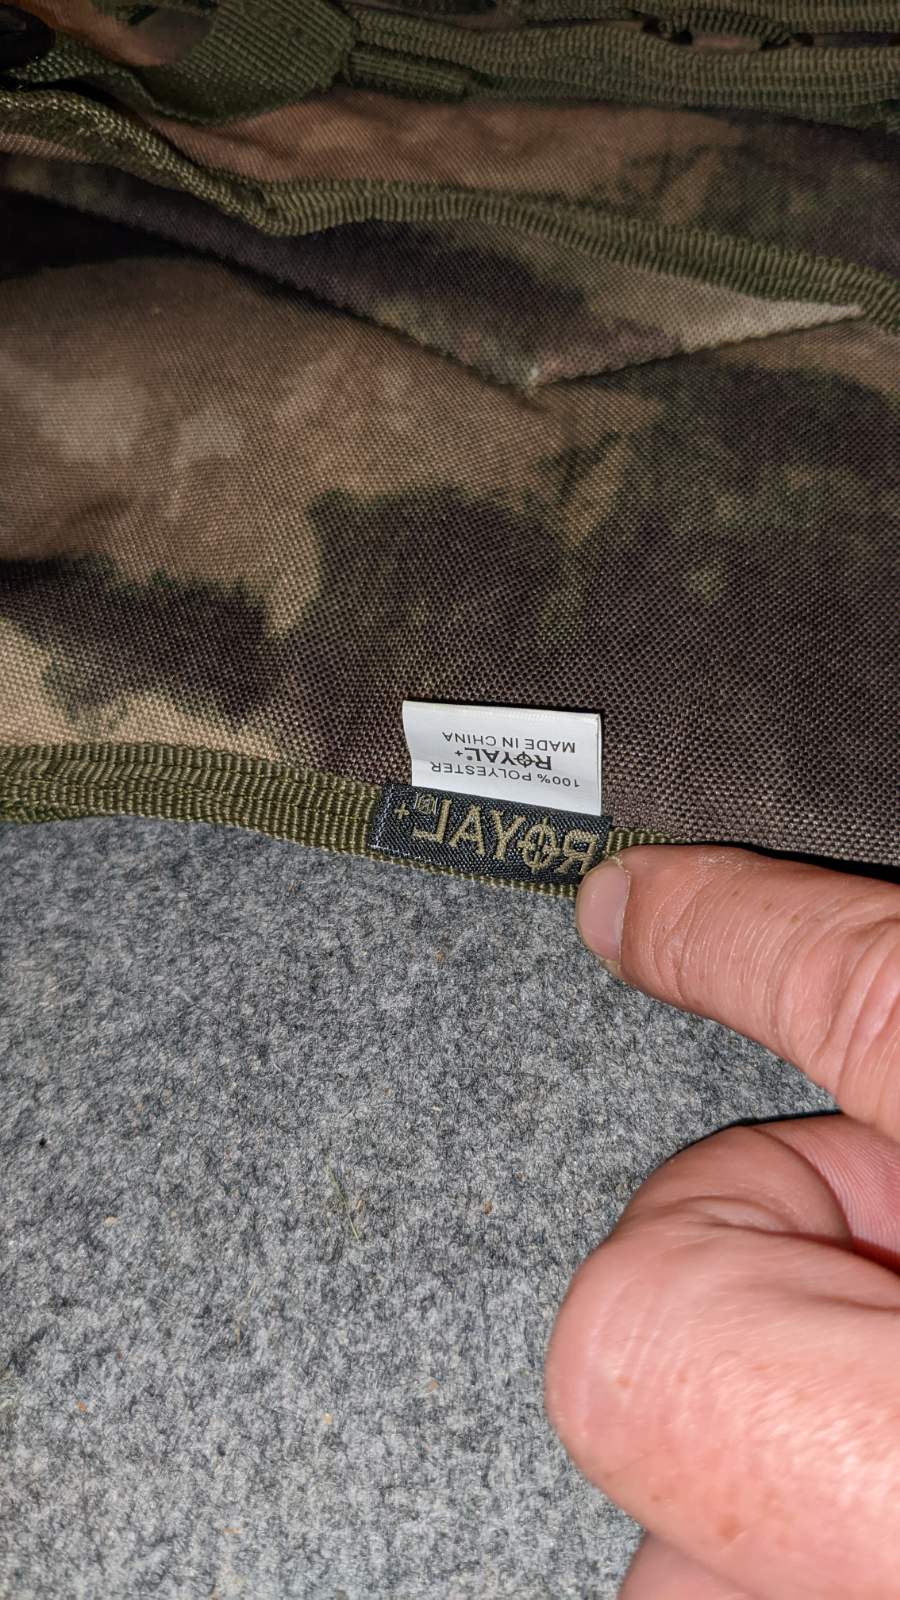 ROYAL+
100% POLYESTER
ROYAL+
MADE IN CHINA